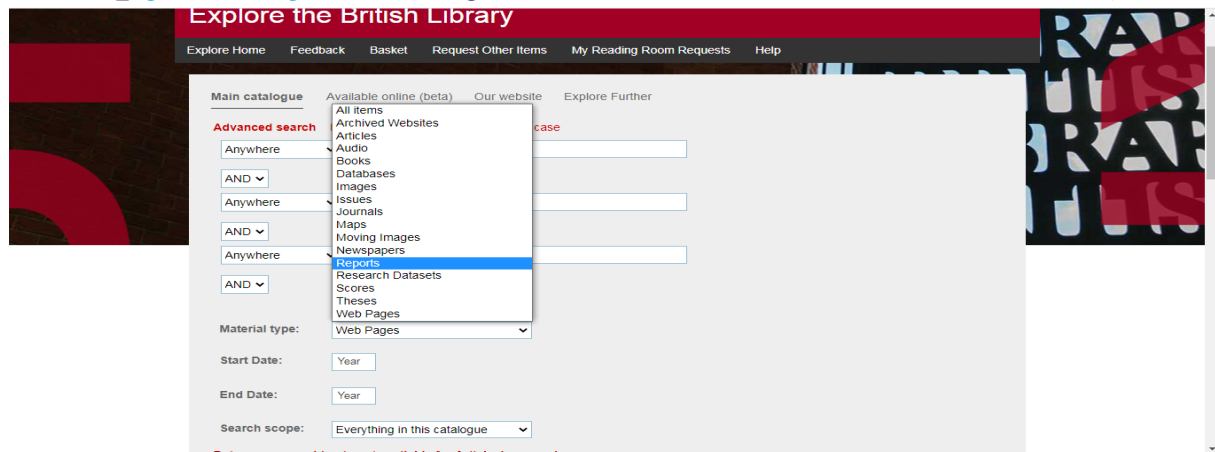 Explore the British Library
Explore Home Feedback Basket Request Other Items My Reading Room Requests Help
Main catalogue Available online (beta) Our website Explore Further
Advanced search case
All items
Archived Websites
Articles
Audio
Books
Databases
Images
Issues
Journals
Maps
Moving Images
Newspapers
Reports
Research Datasets
Scores
Theses
Web Pages
Anywhere
AND
Anywhere
AND
Anywhere
AND
Material type: Web Pages
Start Date: Year
End Date: Year
Search scope: Everything in this catalogue